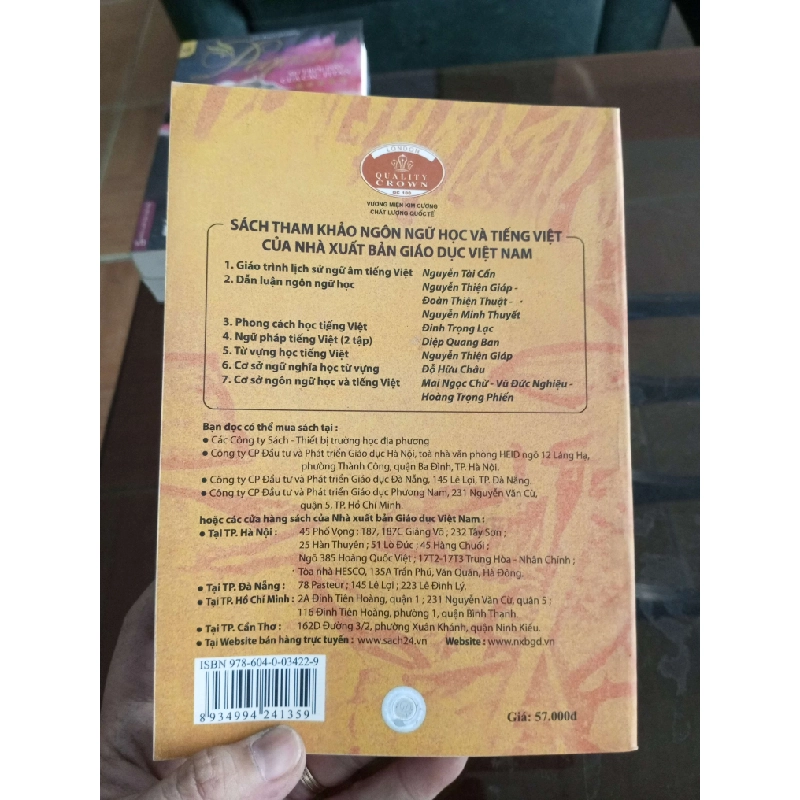 LONDON
QUALITY
CROWN
VƯƠNG MIỆN KIM CƯƠNG
CHẤT LƯỢNG QUỐC TẾ
SÁCH THAM KHẢO NGÔN NGỮ HỌC VÀ TIẾNG VIỆT
CỦA NHÀ XUẤT BẢN GIÁO DỤC VIỆT NAM
1. Giáo trình lịch sử ngữ âm tiếng Việt Nguyễn Tài Cẩn
2. Dẫn luận ngôn ngữ học Nguyễn Thiện Giáp -
Đoàn Thiện Thuật -
Nguyễn Minh Thuyết
3. Phong cách học tiếng Việt Đinh Trọng Lạc
4. Ngữ pháp tiếng Việt (2 tập) Diệp Quang Ban
5. Từ vựng học tiếng Việt Nguyễn Thiện Giáp
6. Cơ sở ngữ nghĩa học từ vựng Đỗ Hữu Châu
7. Cơ sở ngôn ngữ học và tiếng Việt Mai Ngọc Chừ - Vũ Đức Nghiệu -
Hoàng Trọng Phiến
Bạn đọc có thể mua sách tại :
● Các Công ty Sách - Thiết bị trường học địa phương
● Công ty CP Đầu tư và Phát triển Giáo dục Hà Nội, toà nhà văn phòng HEID ngõ 12 Láng Hạ,
phường Thành Công, quận Ba Đình, TP. Hà Nội.
● Công ty CP Đầu tư và Phát triển Giáo dục Đà Nẵng, 145 Lê Lợi, TP. Đà Nẵng.
● Công ty CP Đầu tư và Phát triển Giáo dục Phương Nam, 231 Nguyễn Văn Cừ,
quận 5, TP. Hồ Chí Minh.
hoặc các cửa hàng sách của Nhà xuất bản Giáo dục Việt Nam :
● Tại TP. Hà Nội : 45 Phố Vọng ; 187, 187C Giảng Võ ; 232 Tây Sơn ;
25 Hàn Thuyên ; 51 Lò Đúc ; 45 Hàng Chuối ;
Ngõ 385 Hoàng Quốc Việt ; 17T2-17T3 Trung Hòa - Nhân Chính ;
Tòa nhà HESCO, 135A Trần Phú, Văn Quán, Hà Đông.
● Tại TP. Đà Nẵng : 78 Pasteur ; 145 Lê Lợi ; 223 Lê Đình Lý.
● Tại TP. Hồ Chí Minh : 2A Đinh Tiên Hoàng, quận 1 ; 231 Nguyễn Văn Cừ, quận 5 ;
116 Đinh Tiên Hoàng, phường 1, quận Bình Thạnh
● Tại TP. Cần Thơ : 162D Đường 3/2, phường Xuân Khánh, quận Ninh Kiều.
● Tại Website bán hàng trực tuyến : www.sach24.vn Website : www.nxbgd.vn
ISBN 978-604-0-03422-9
8 934994 241359
Giá: 57.000đ